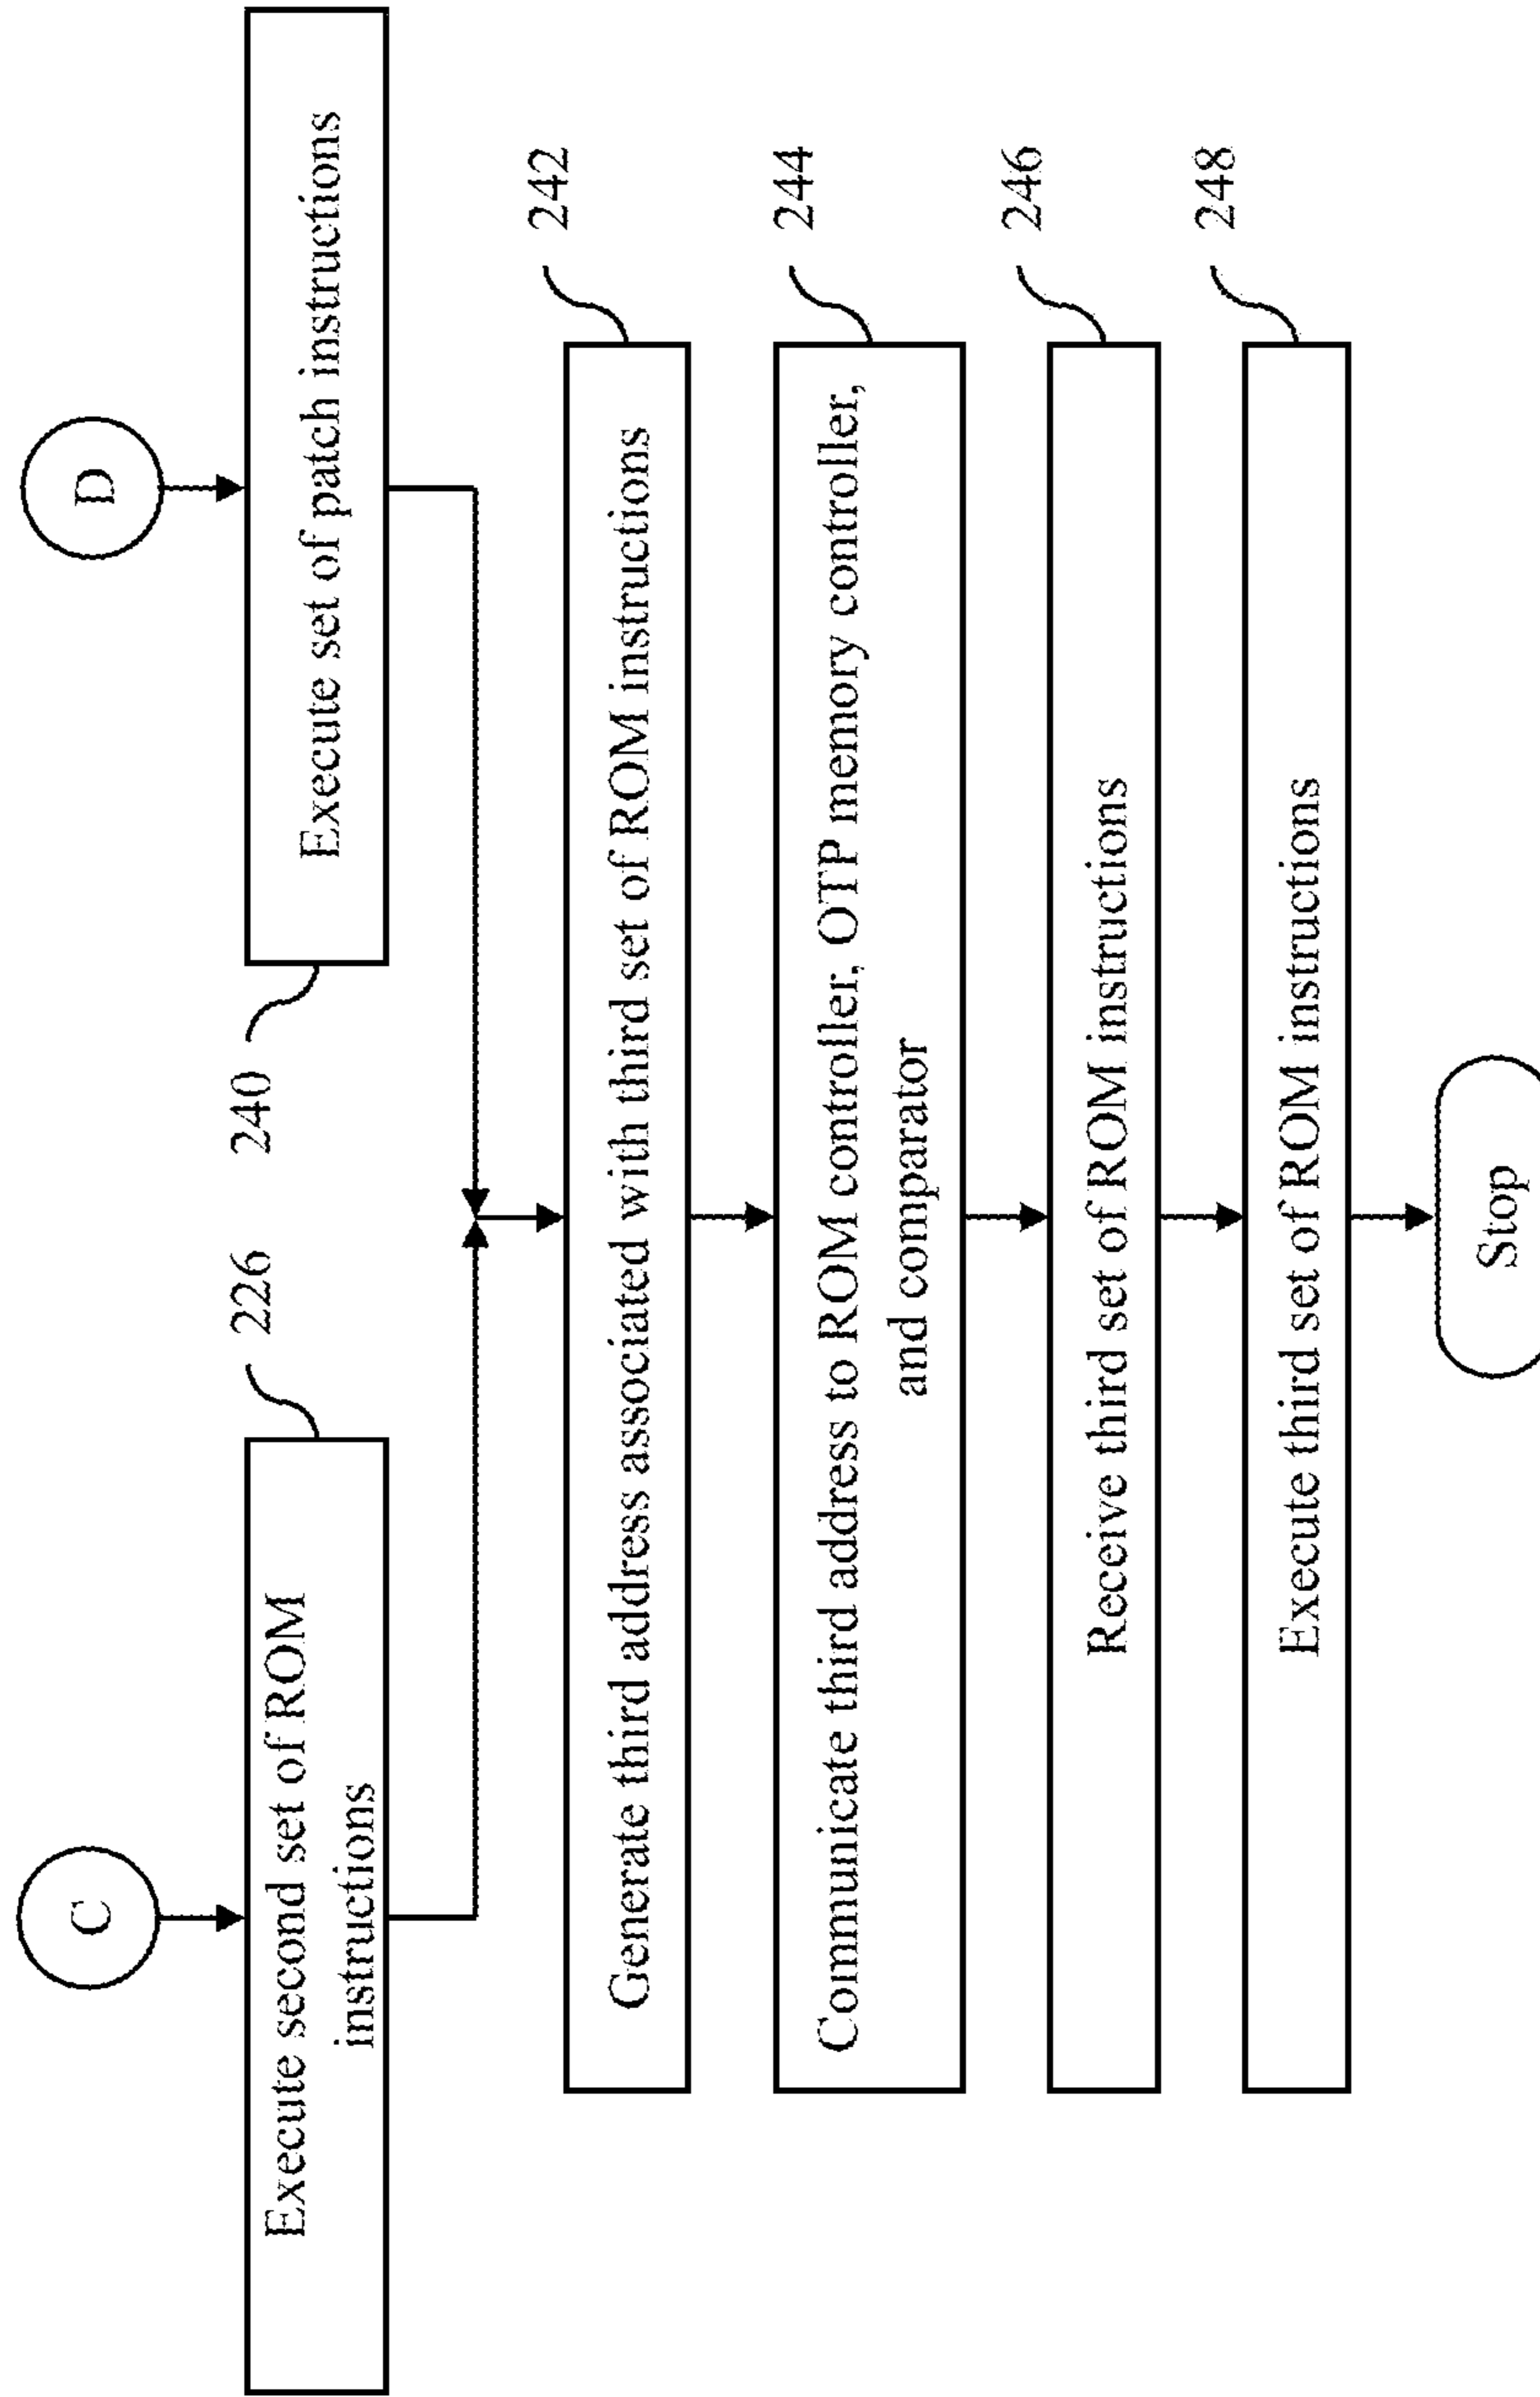 C
D
226
240
Execute second set of ROM
instructions
Execute set of patch instructions
242
Generate third address associated with third set of ROM instructions
244
Communicate third address to ROM controller, OTP memory controller,
and comparator
246
Receive third set of ROM instructions
248
Execute third set of ROM instructions
Stop